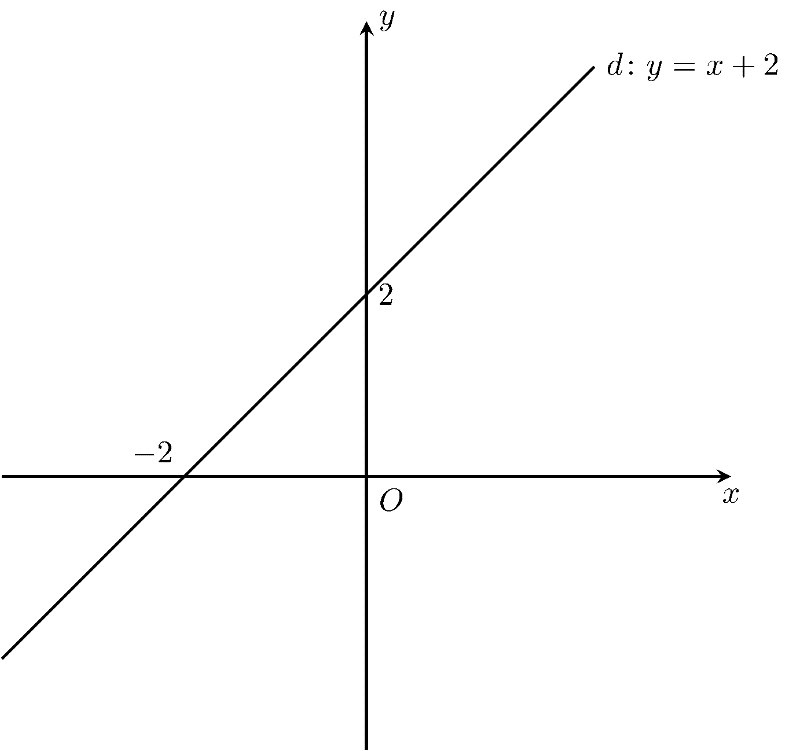 y
d: y = x + 2
2
−2
O
x